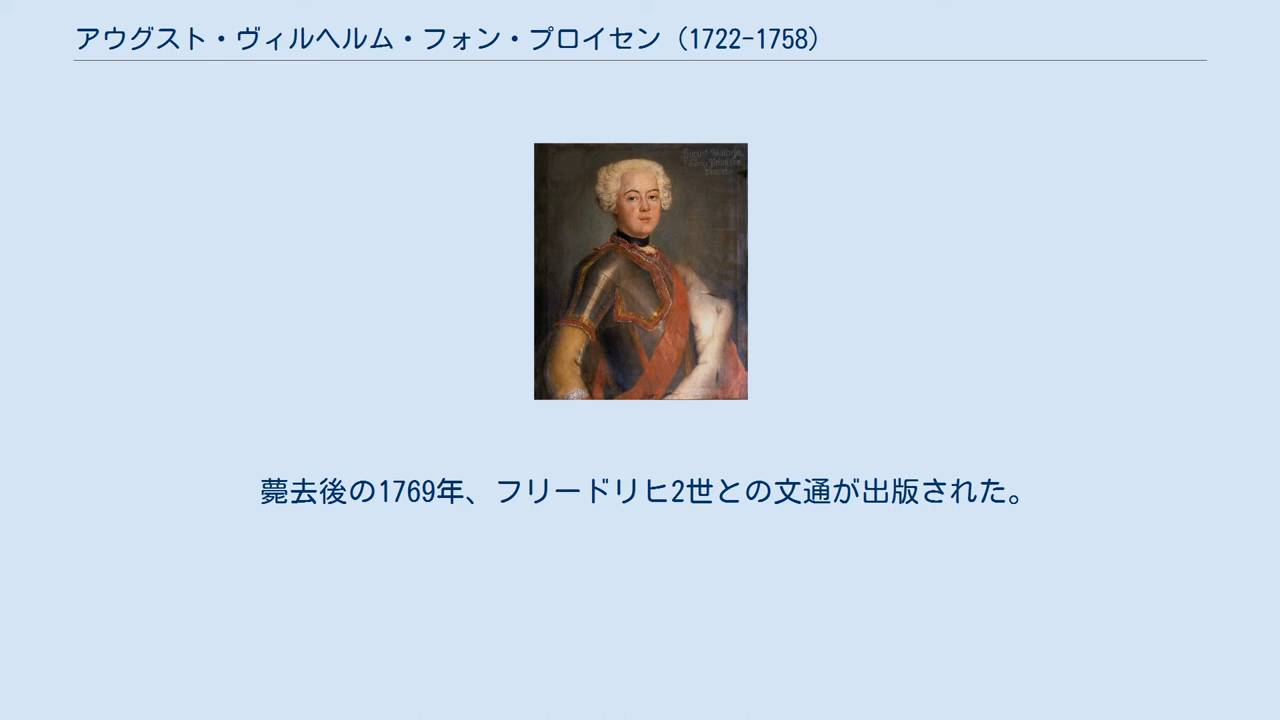 アウグスト・ヴィルヘルム・フォン・プロイセン（1722-1758）
薨去後の1769年、フリードリヒ2世との文通が出版された。